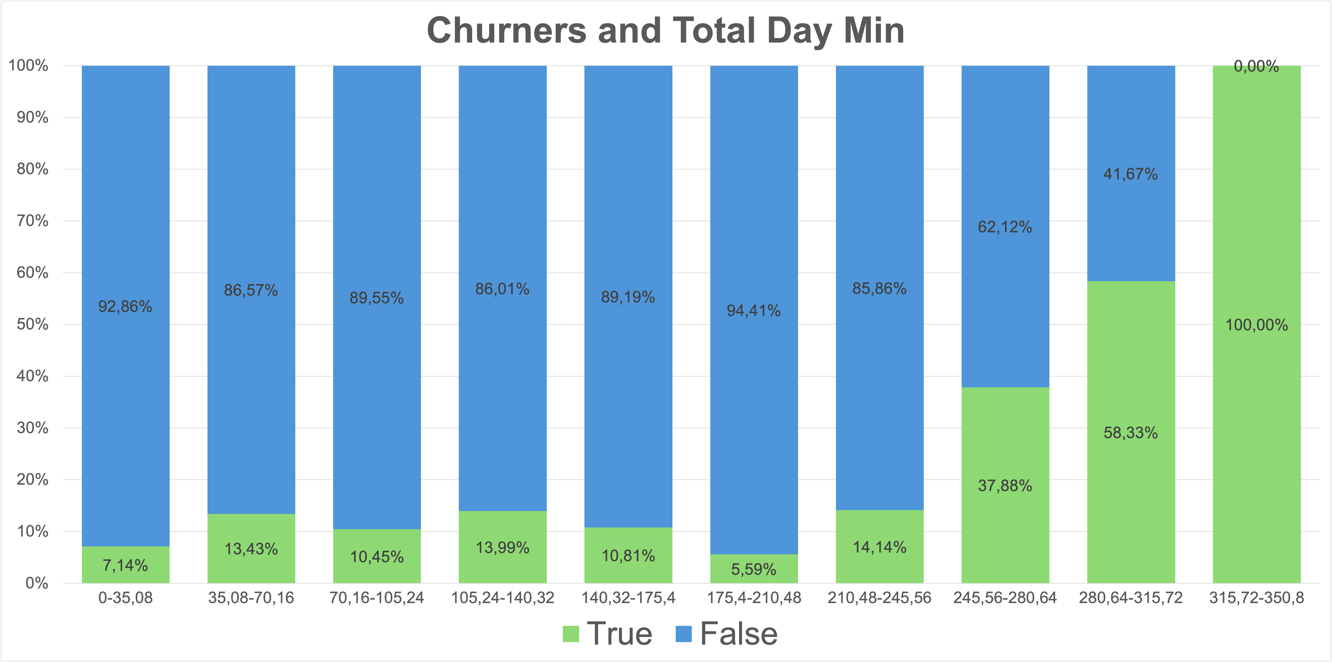 Churners and Total Day Min
100%
90%
80%
70%
60%
50%
40%
30%
20%
10%
0%
92,86% 86,57% 89,55% 86,01% 89,19% 94,41% 85,86% 62,12% 41,67% 0,00%
7,14% 13,43% 10,45% 13,99% 10,81% 5,59% 14,14% 37,88% 58,33% 100,00%
0-35,08 35,08-70,16 70,16-105,24 105,24-140,32 140,32-175,4 175,4-210,48 210,48-245,56 245,56-280,64 280,64-315,72 315,72-350,8
True False